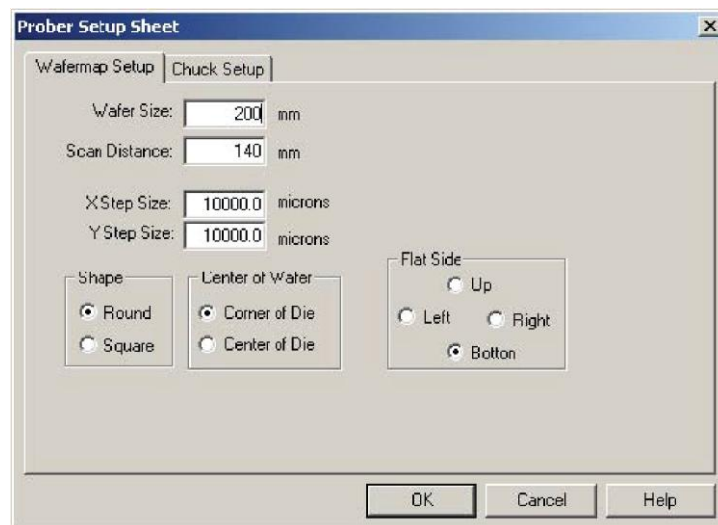 Prober Setup Sheet
Wafermap Setup Chuck Setup
Wafer Size: 200 mm
Scan Distance: 140 mm
X Step Size: 10000.0 microns
Y Step Size: 10000.0 microns
Shape
Round
Square
Center of Wafer
Corner of Die
Center of Die
Flat Side
Up
Left Right
Botton
OK Cancel Help